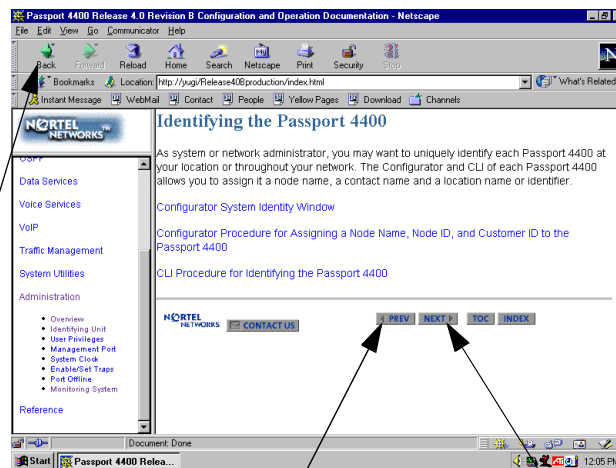 Passport 4400 Release 4.0 Revision B Configuration and Operation Documentation - Netscape
File Edit View Go Communicator Help
Back Forward Reload Home Search Netscape Print Security Stop
N
Bookmarks Location: http://yugi/Release40Bproduction/index.html What's Related
Instant Message WebMail Contact People Yellow Pages Download Channels
NORTEL
NETWORKS™
OSPF
Data Services
Voice Services
VoIP
Traffic Management
System Utilities
Administration
Overview
Identifying Unit
User Privileges
Management Port
System Clock
Enable/Set Traps
Port Offline
Monitoring System
Reference
Identifying the Passport 4400
As system or network administrator, you may want to uniquely identify each Passport 4400 at
your location or throughout your network. The Configurator and CLI of each Passport 4400
allows you to assign it a node name, a contact name and a location name or identifier.
Configurator System Identity Window
Configurator Procedure for Assigning a Node Name, Node ID, and Customer ID to the
Passport 4400
CLI Procedure for Identifying the Passport 4400
NORTEL
NETWORKS
CONTACT US
PREV NEXT TOC INDEX
Document: Done
Start Passport 4400 Relea... 12:05 PM